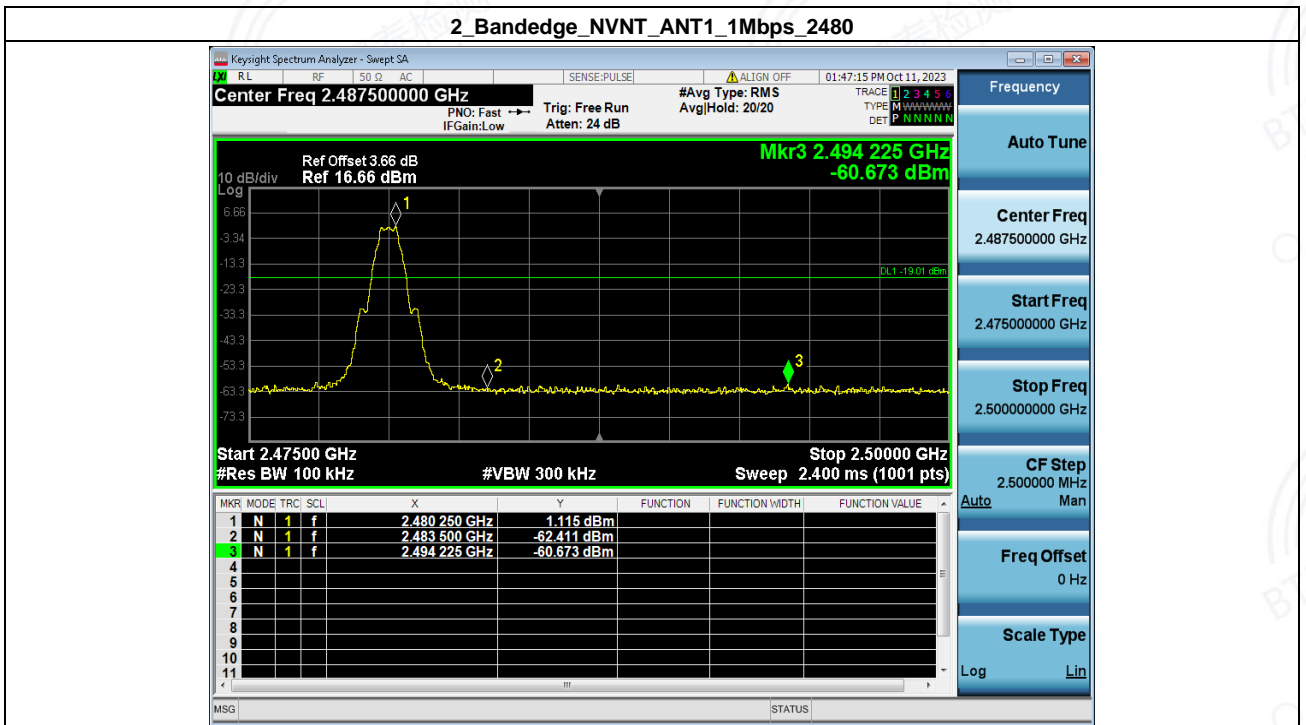 2_Bandedge_NVNT_ANT1_1Mbps_2480
Keysight Spectrum Analyzer - Swept SA
LXI RL RF 50 Ω AC SENSE:PULSE ALIGN OFF 01:47:15 PM Oct 11, 2023
Center Freq 2.487500000 GHz
#Avg Type: RMS
TRACE 1 2 3 4 5 6
PNO: Fast Trig: Free Run Avg|Hold: 20/20
TYPE M WWWWW
IFGain:Low Atten: 24 dB
DET P N N N N N
Mkr3 2.494 225 GHz
-60.673 dBm
Ref Offset 3.66 dB
10 dB/div Ref 16.66 dBm
Log
1
6.66
-3.34
-13.3
DL1 -19.01 dBm
-23.3
-33.3
-43.3
-53.3
2
3
-63.3
-73.3
Start 2.47500 GHz Stop 2.50000 GHz
#Res BW 100 kHz #VBW 300 kHz Sweep 2.400 ms (1001 pts)
MKR MODE TRC SCL X Y FUNCTION FUNCTION WIDTH FUNCTION VALUE
1 N 1 f 2.480 250 GHz 1.115 dBm
2 N 1 f 2.483 500 GHz -62.411 dBm
3 N 1 f 2.494 225 GHz -60.673 dBm
4
5
6
7
8
9
10
11
MSG STATUS
Frequency
Auto Tune
Center Freq
2.487500000 GHz
Start Freq
2.475000000 GHz
Stop Freq
2.500000000 GHz
CF Step
2.500000 MHz
Auto Man
Freq Offset
0 Hz
Scale Type
Log Lin